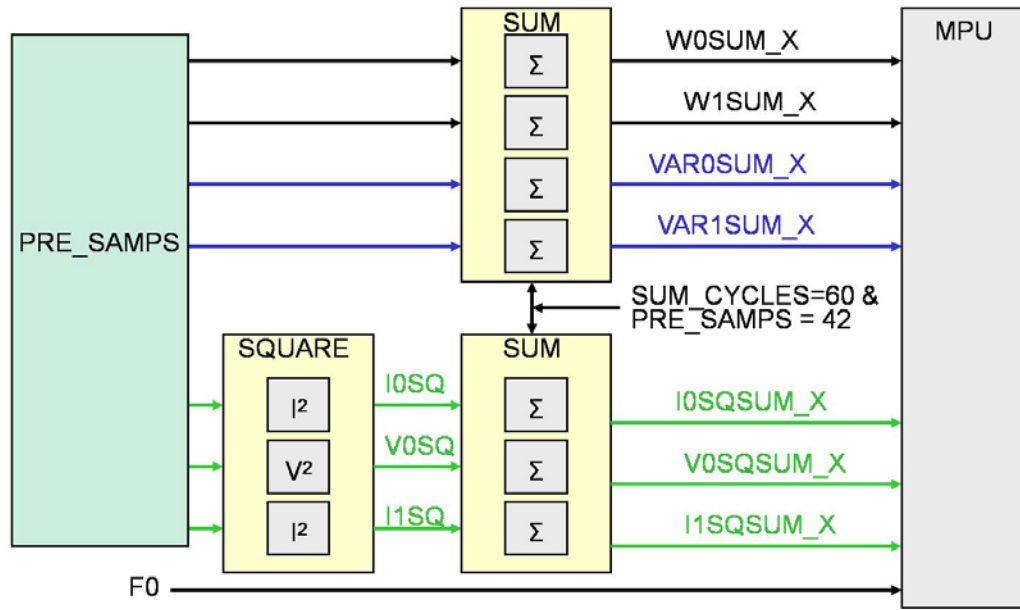 SUM
MPU
Σ
W0SUM_X
Σ
W1SUM_X
Σ
VAR0SUM_X
PRE_SAMPS
Σ
VAR1SUM_X
SUM_CYCLES=60 &
PRE_SAMPS = 42
SQUARE
SUM
I²
I0SQ
Σ
I0SQSUM_X
V²
V0SQ
Σ
V0SQSUM_X
I²
I1SQ
Σ
I1SQSUM_X
F0